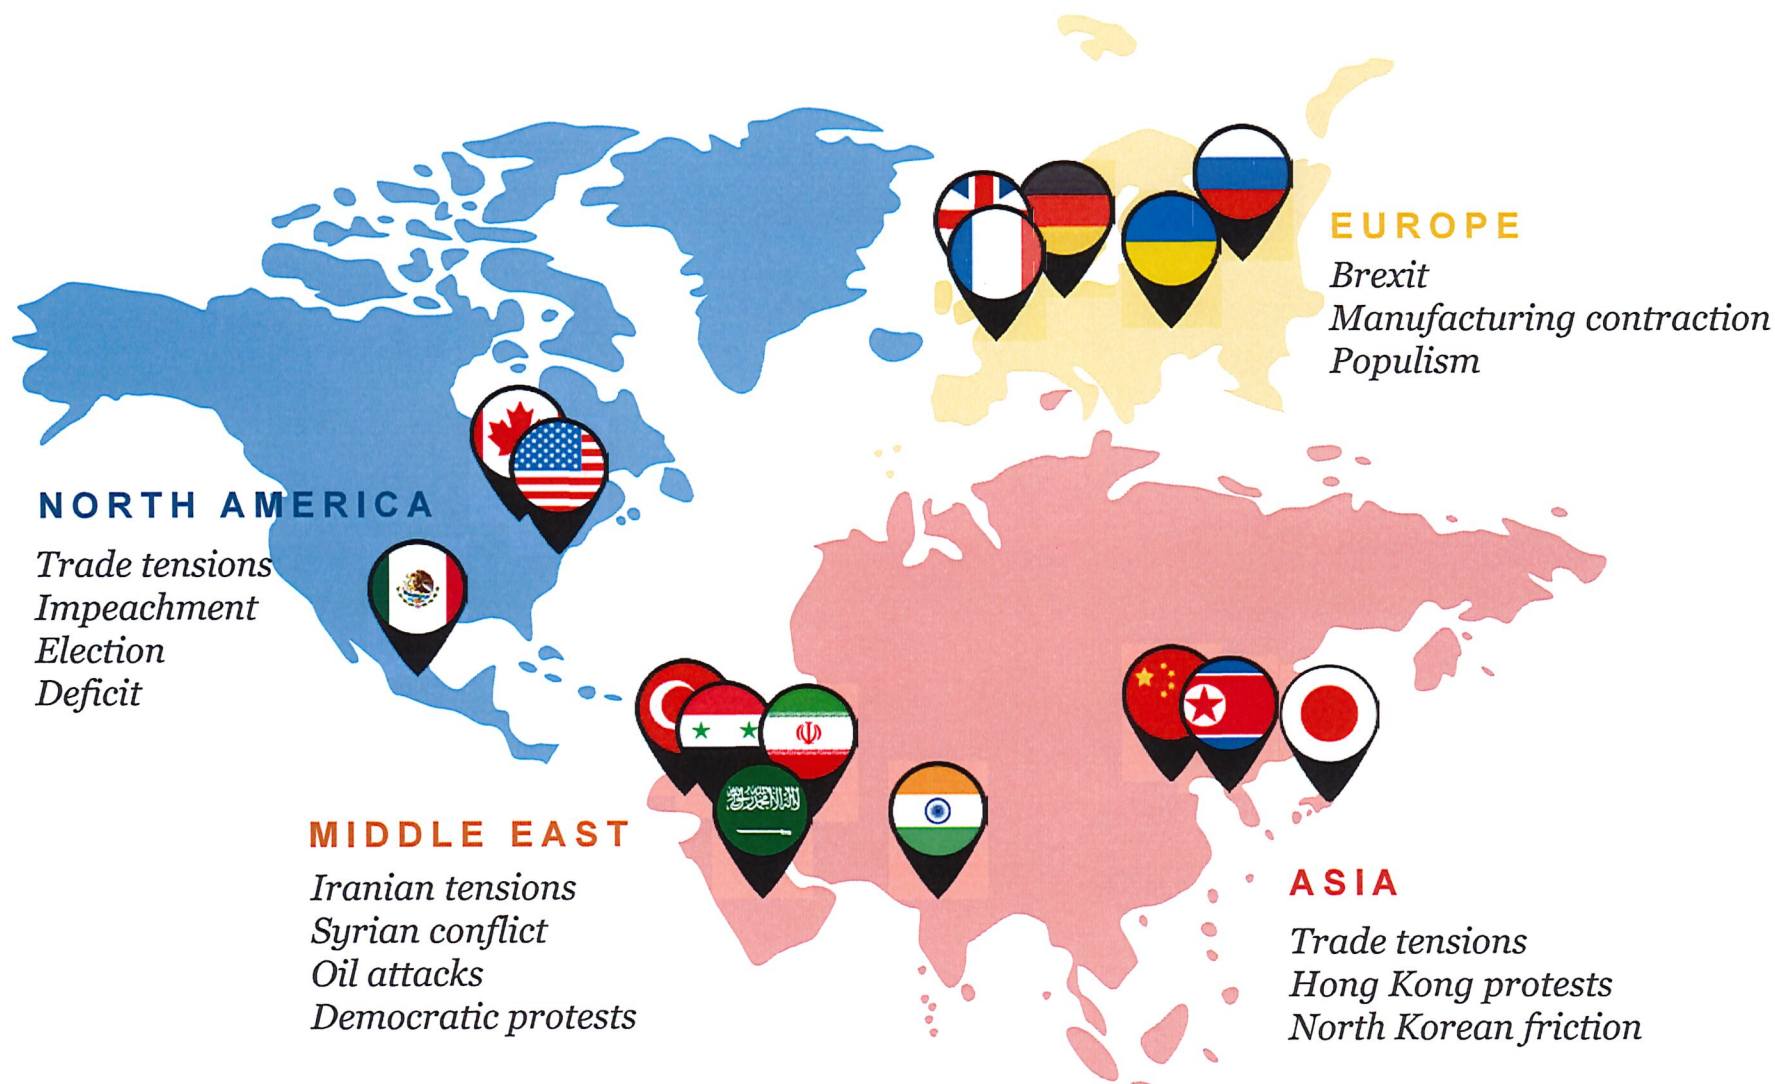 EUROPE
Brexit
Manufacturing contraction
Populism
NORTH AMERICA
Trade tensions
Impeachment
Election
Deficit
MIDDLE EAST
Iranian tensions
Syrian conflict
Oil attacks
Democratic protests
ASIA
Trade tensions
Hong Kong protests
North Korean friction